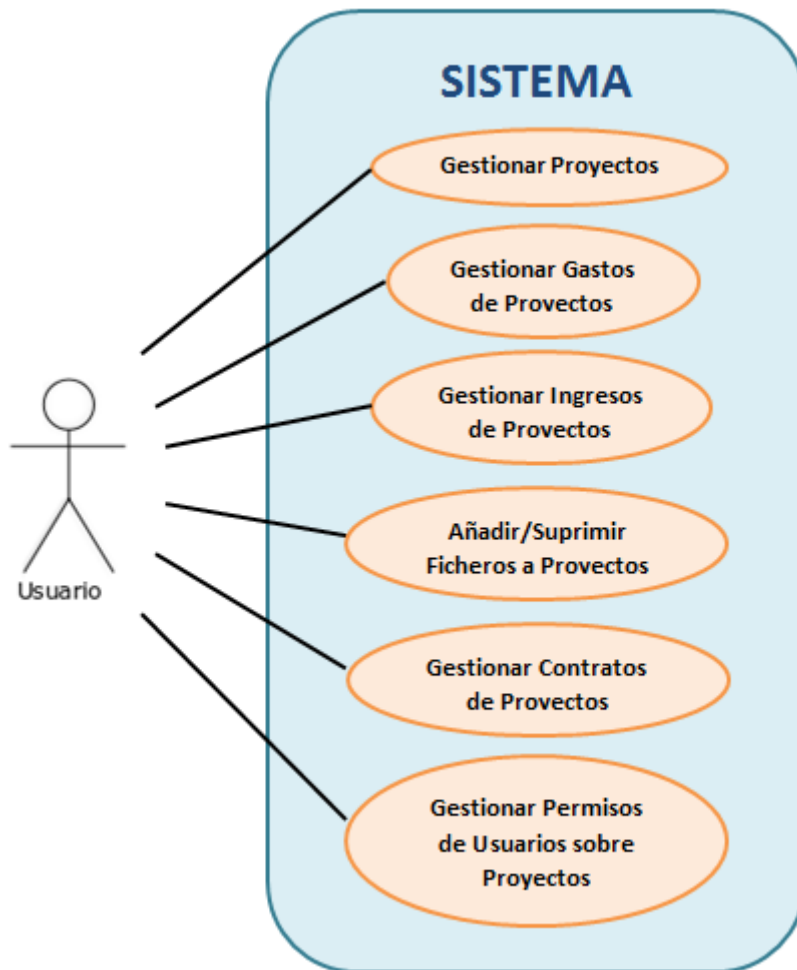 SISTEMA
Gestionar Proyectos
Gestionar Gastos
de Provectos
Gestionar Ingresos
de Provectos
Añadir/Suprimir
Ficheros a Provectos
Usuario
Gestionar Contratos
de Provectos
Gestionar Permisos
de Usuarios sobre
Proyectos